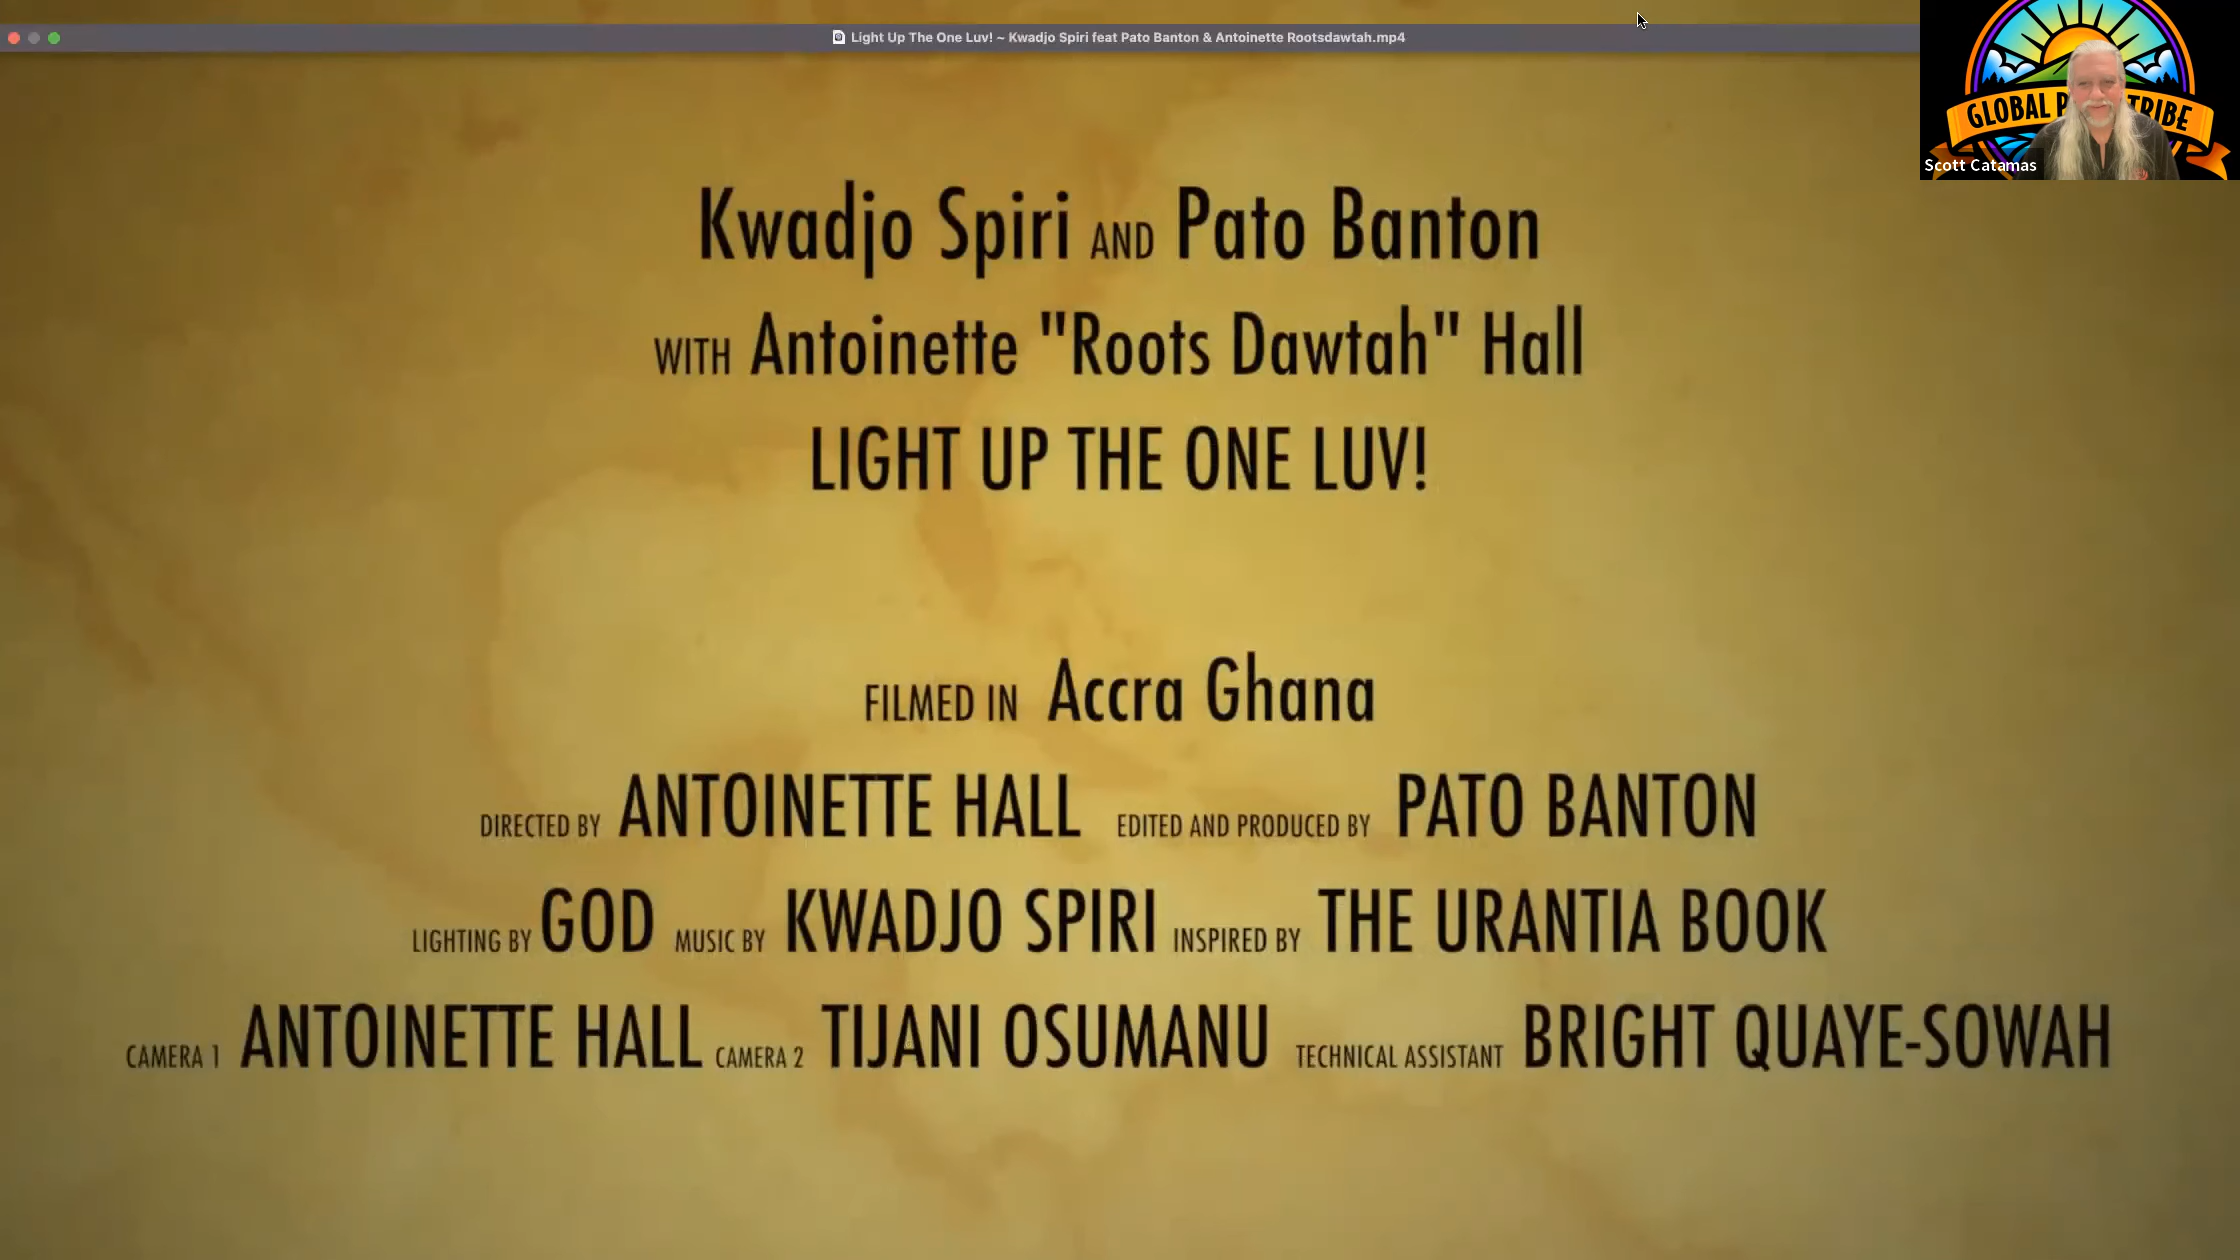 Light Up The One Luv! ~ Kwadjo Spiri feat Pato Banton & Antoinette Rootsdawtah.mp4
GLOBAL P TRIBE
Scott Catamas
Kwadjo Spiri AND Pato Banton
WITH Antoinette "Roots Dawtah" Hall
LIGHT UP THE ONE LUV!
FILMED IN Accra Ghana
DIRECTED BY ANTOINETTE HALL EDITED AND PRODUCED BY PATO BANTON
LIGHTING BY GOD MUSIC BY KWADJO SPIRI INSPIRED BY THE URANTIA BOOK
CAMERA 1 ANTOINETTE HALL CAMERA 2 TIJANI OSUMANU TECHNICAL ASSISTANT BRIGHT QUAYE-SOWAH